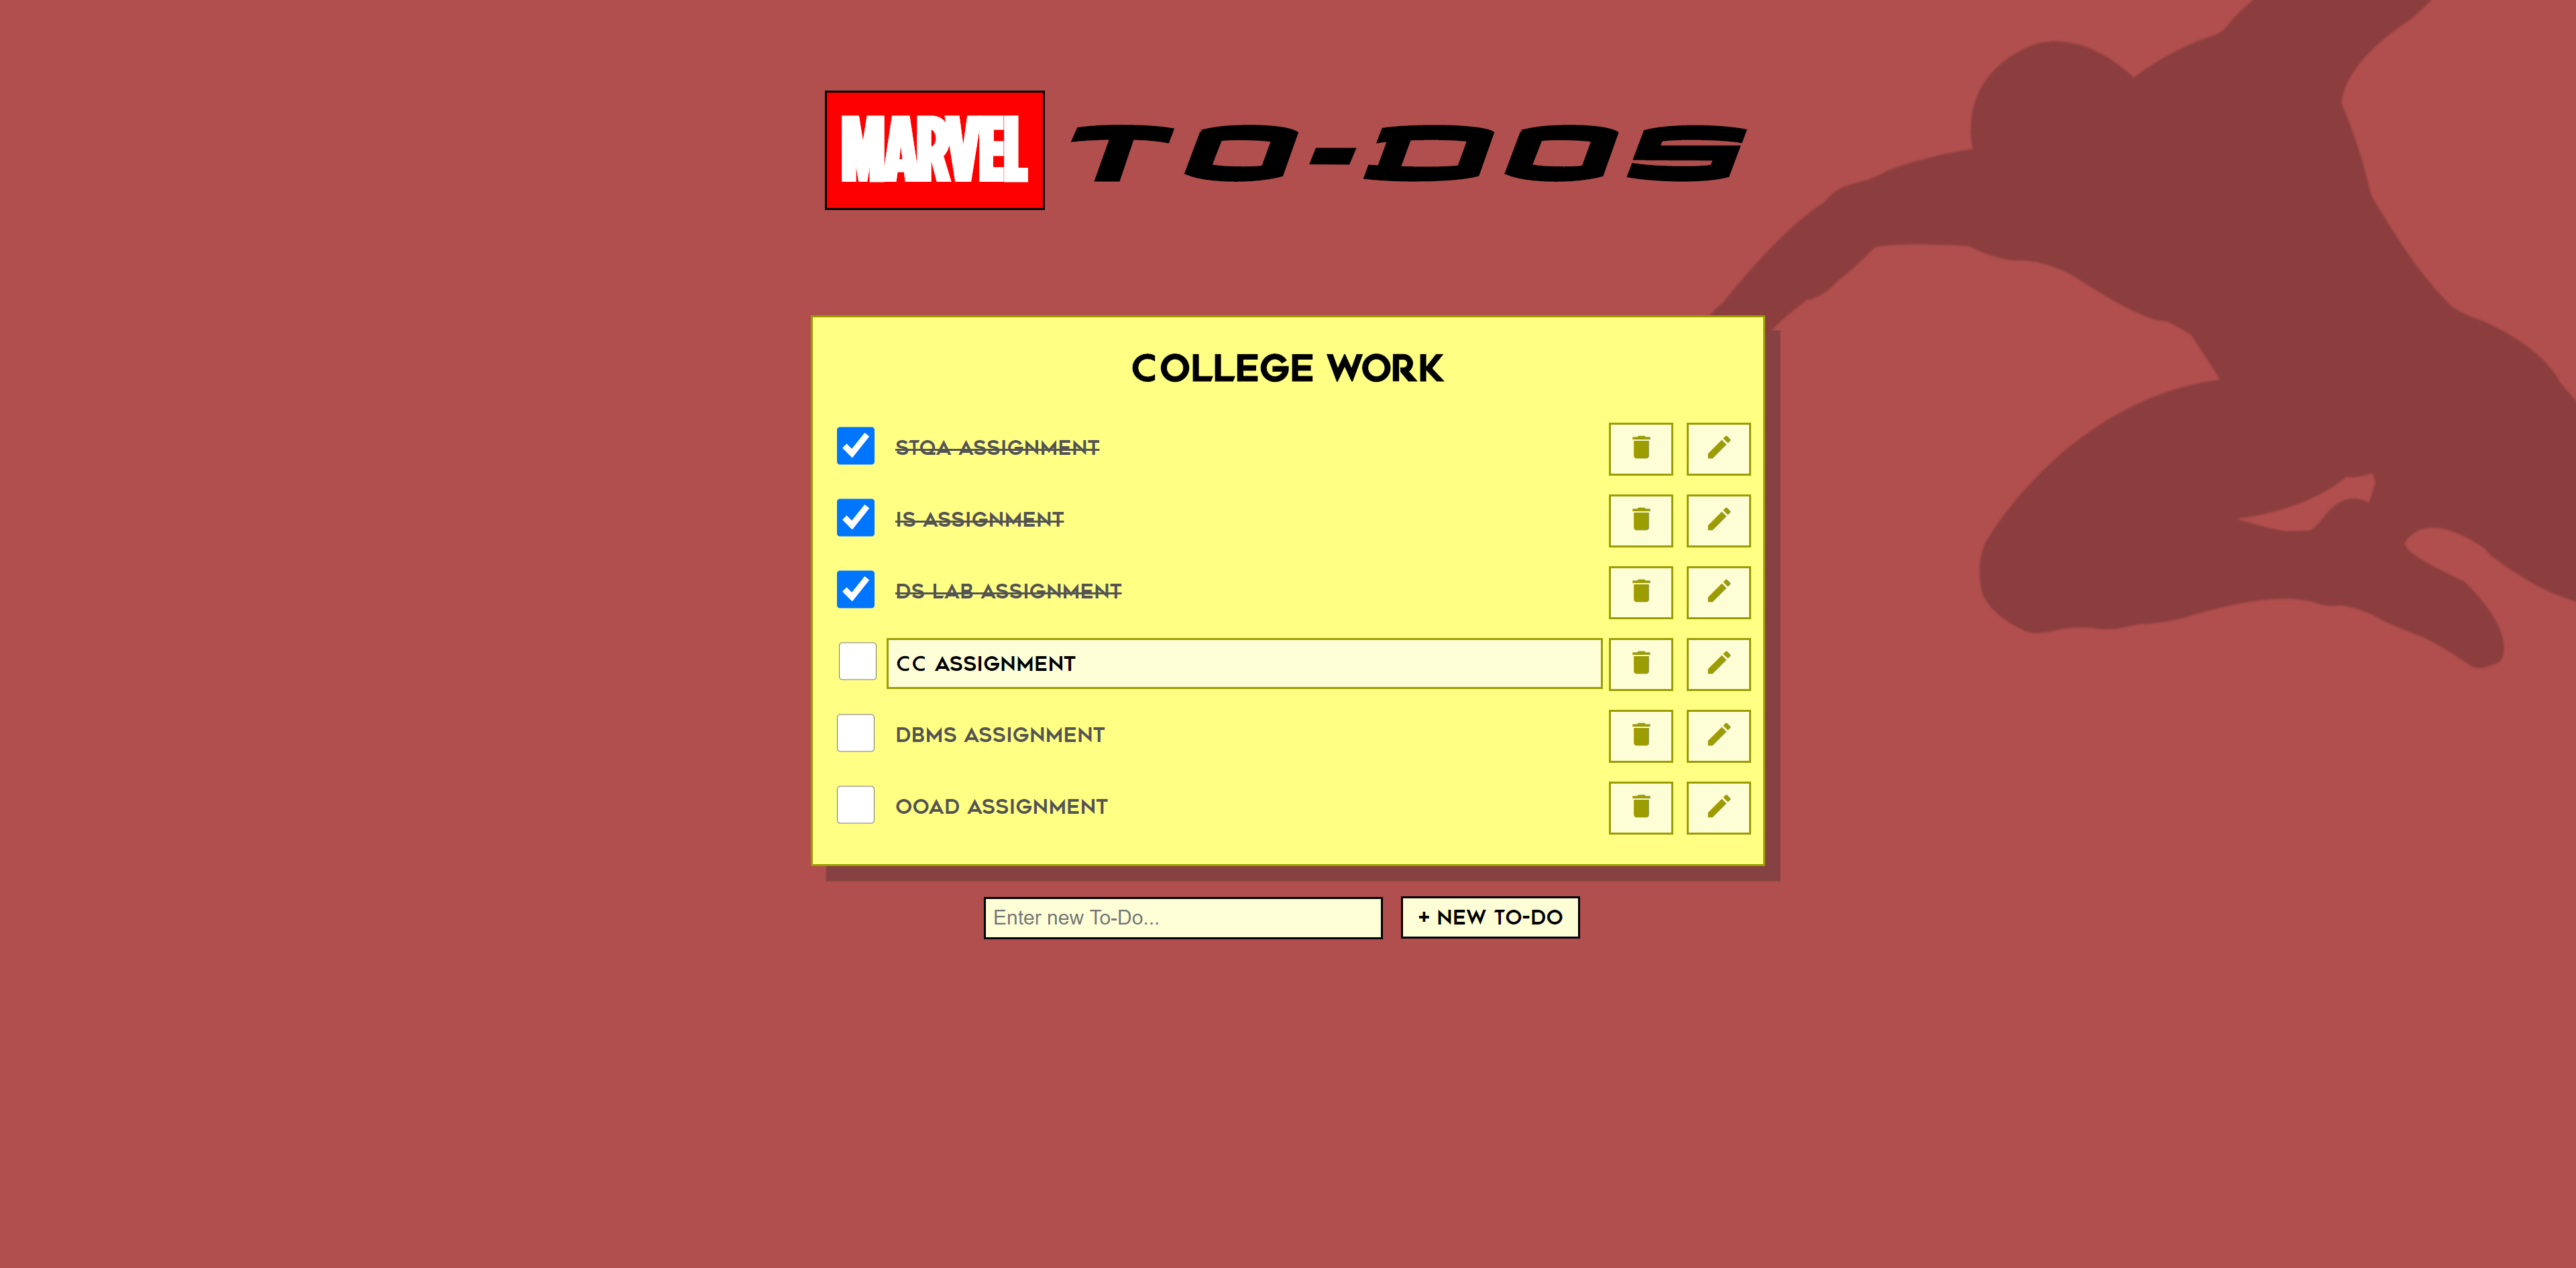 MARVEL TO-DOS
COLLEGE WORK
STQA ASSIGNMENT
IS ASSIGNMENT
DS LAB ASSIGNMENT
CC ASSIGNMENT
DBMS ASSIGNMENT
OOAD ASSIGNMENT
Enter new To-Do... + NEW TO-DO